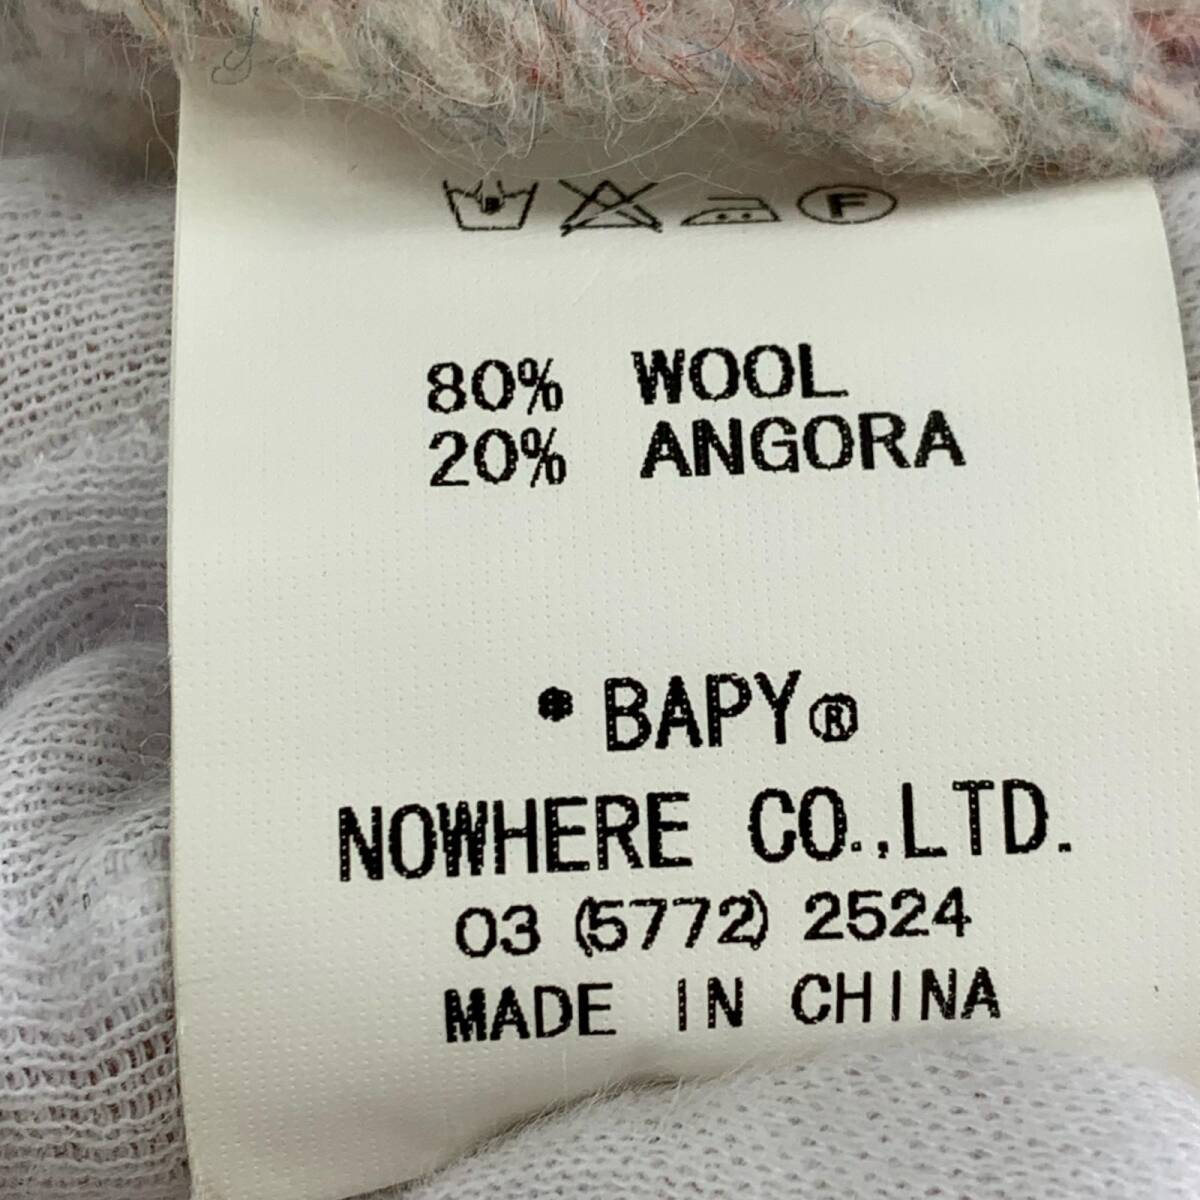 F
80% WOOL
20% ANGORA
* BAPY®
NOWHERE CO.,LTD.
03 (5772) 2524
MADE IN CHINA